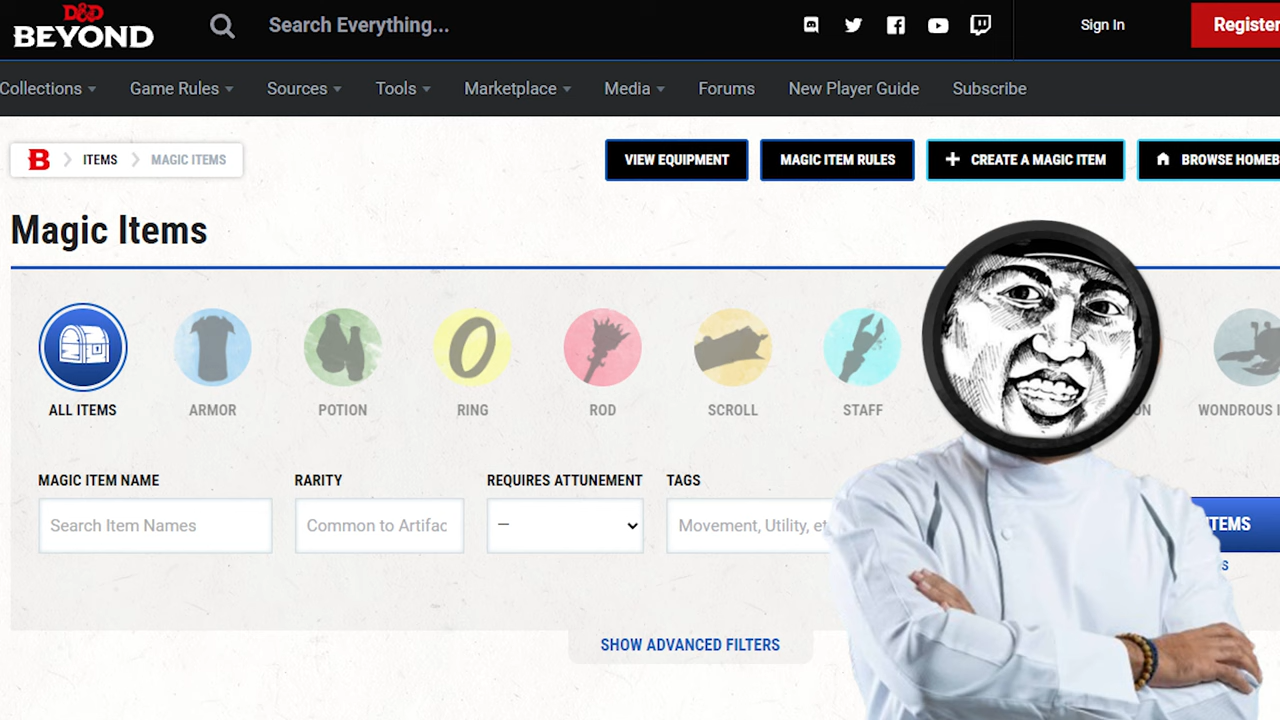 D&D
BEYOND
Search Everything...
Sign In
Register
Collections
Game Rules
Sources
Tools
Marketplace
Media
Forums
New Player Guide
Subscribe
B
ITEMS
MAGIC ITEMS
VIEW EQUIPMENT
MAGIC ITEM RULES
+ CREATE A MAGIC ITEM
BROWSE HOMEB
Magic Items
ALL ITEMS
ARMOR
POTION
RING
ROD
SCROLL
STAFF
ON
WONDROUS I
MAGIC ITEM NAME
RARITY
REQUIRES ATTUNEMENT
TAGS
Search Item Names
Common to Artifac
—
Movement, Utility, et
ITEMS
SHOW ADVANCED FILTERS